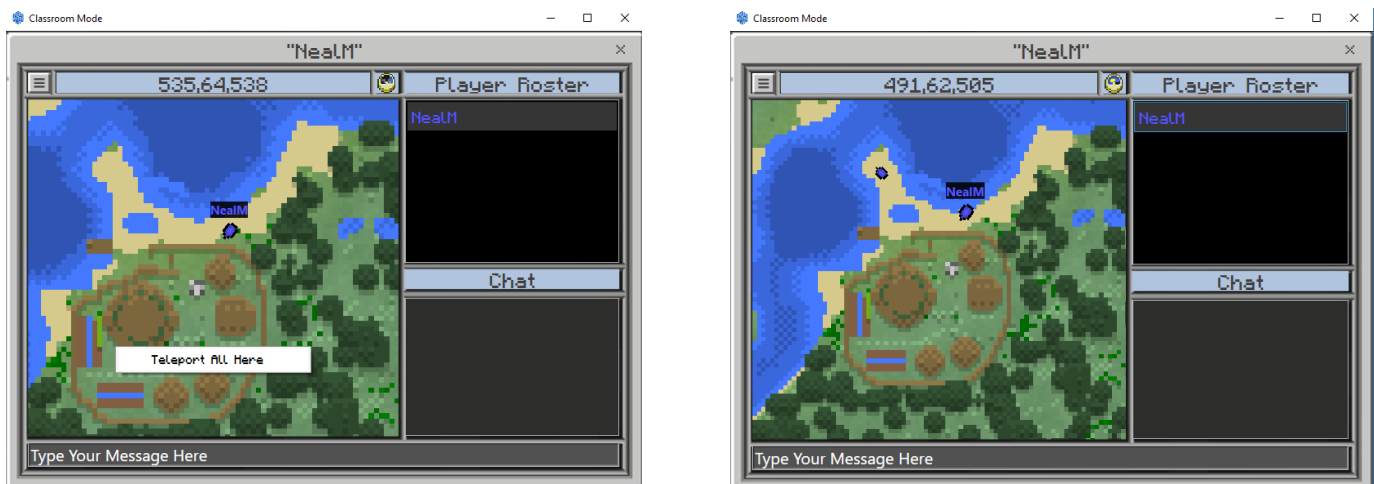 Classroom Mode
"NealM"
535,64,538
Player Roster
NealM
NealM
Chat
Teleport All Here
Type Your Message Here
Classroom Mode
"NealM"
491,62,505
Player Roster
NealM
NealM
Chat
Type Your Message Here